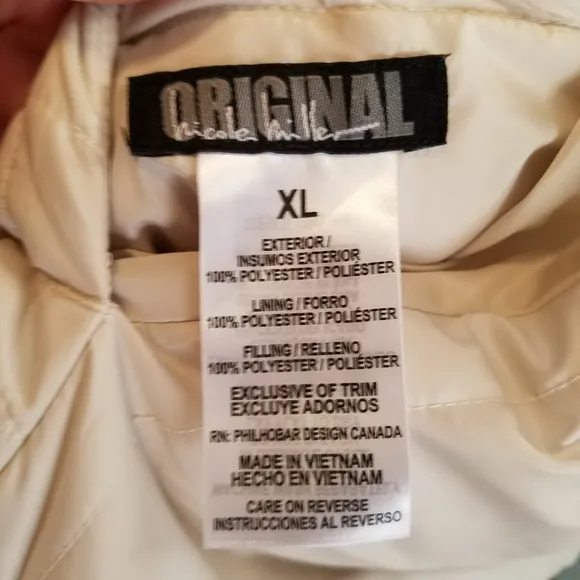 ORIGINAL
nicole miller
XL
EXTERIOR /
INSUMOS EXTERIOR
100% POLYESTER / POLIÉSTER
LINING / FORRO
100% POLYESTER / POLIÉSTER
FILLING / RELLENO
100% POLYESTER / POLIÉSTER
EXCLUSIVE OF TRIM
EXCLUYE ADORNOS
RN: PHILHOBAR DESIGN CANADA
MADE IN VIETNAM
HECHO EN VIETNAM
CARE ON REVERSE
INSTRUCCIONES AL REVERSO